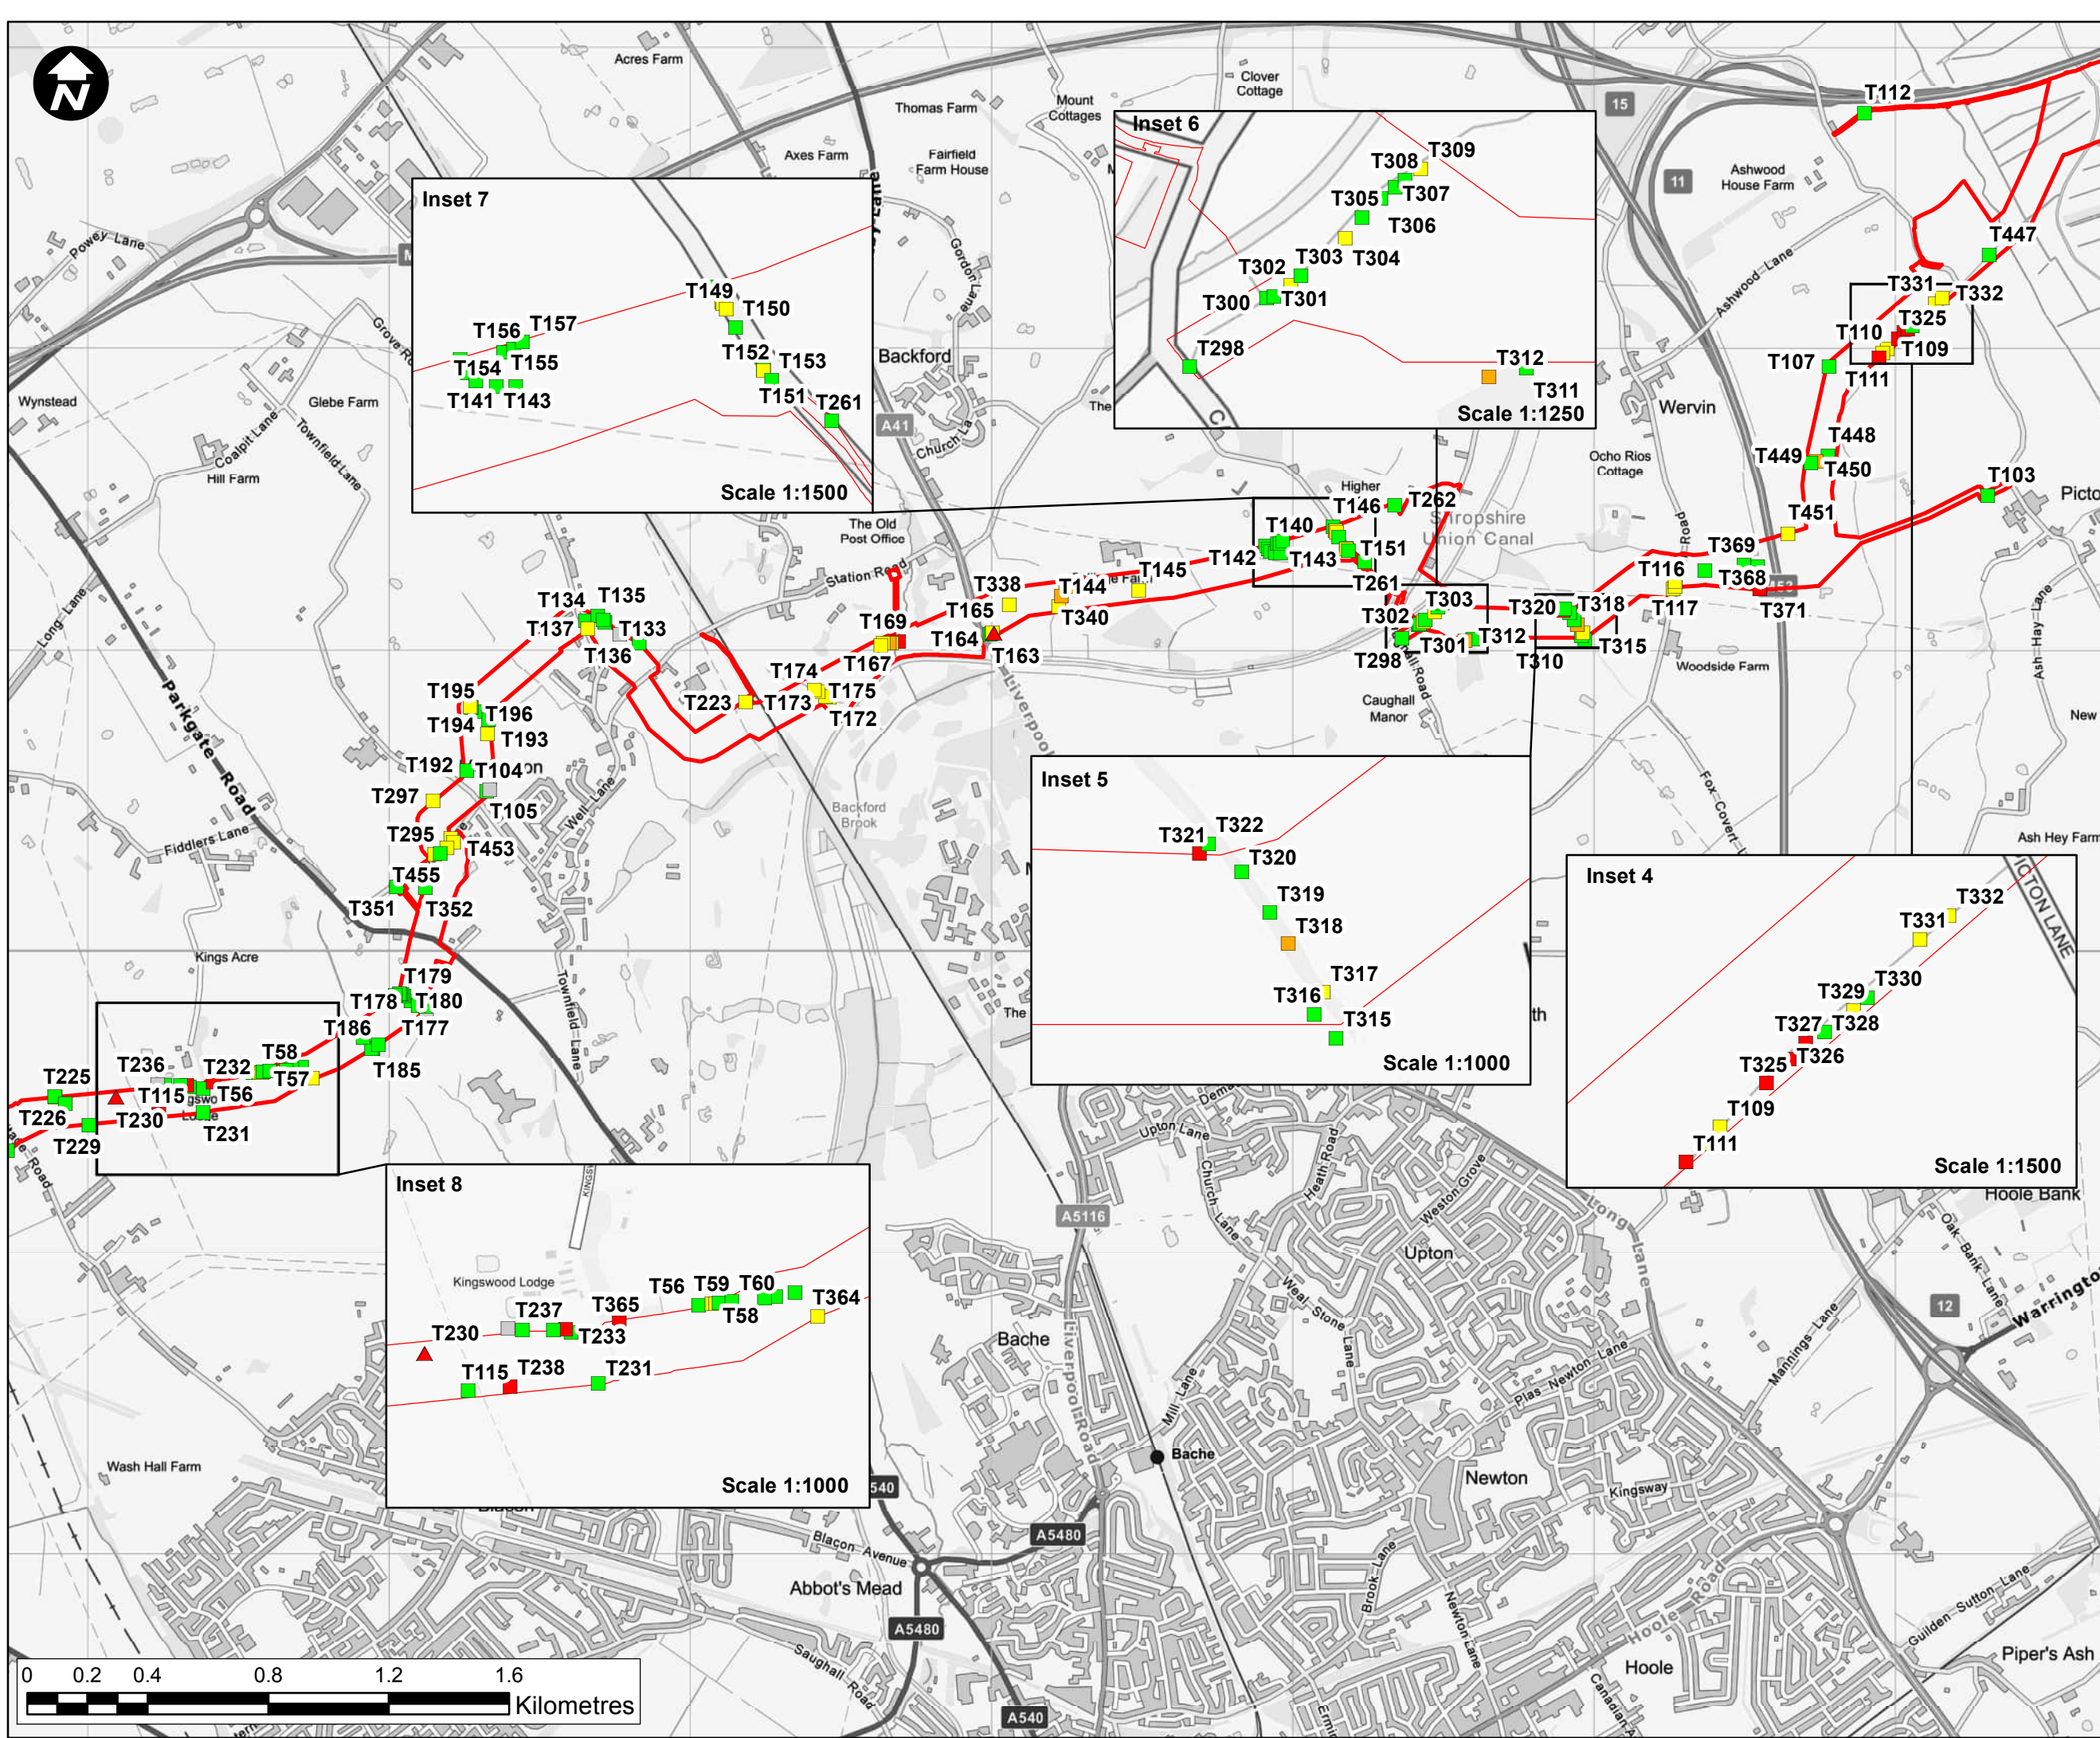 N
Acres Farm
Thomas Farm
Mount
Cottages
Clover
Cottage
15
T112
Axes Farm
Fairfield
Farm House
Ashwood
House Farm
11
Powey Lane
Gordon Lane
Ashwood Lane
T447
Inset 7
T149
T150
T156
T157
T152
T153
T154
T155
T151
T141
T143
T261
Scale 1:1500
Inset 6
T309
T308
T307
T305
T306
T303
T304
T302
T300
T301
T298
T312
T311
Scale 1:1250
T331
T332
T325
T110
T109
T107
T111
Backford
A41
Church La
Wervin
Wynstead
Glebe Farm
Coalpit Lane
Townfield Lane
Hill Farm
Ocho Rios
Cottage
T448
T449
T450
T103
Higher
T146
T262
Shropshire
Union Canal
T451
The Old
Post Office
Station Road
T140
T142
T143
T151
T261
T369
T116
T368
T117
T371
Long Lane
T338
T144
T145
T340
T165
T164
T163
T169
T167
T303
T302
T301
T298
T312
T320
T318
T310
T315
T134
T135
T137
T133
T136
Woodside Farm
Ash Hay Lane
T174
T175
T223
T173
T172
Caughall
Manor
New
T195
T196
T194
T193
T192
T104
T297
T105
Well Lane
Backford
Brook
Parkgate Road
Fiddlers Lane
T295
T453
T455
T351
T352
Ash Hey Farm
Inset 5
T321
T322
T320
T319
T318
T317
T316
T315
Scale 1:1000
Inset 4
T332
T331
T330
T329
T327
T328
T325
T326
T109
T111
Scale 1:1500
Kings Acre
T179
T178
T180
T177
T186
T185
Townfield Lane
T58
T232
T236
T57
T225
T115
T56
T226
T230
T231
T229
Upton Lane
Church Lane
Heath Road
Weston Grove
Long Lane
Hoole Bank
Oak Bank Lane
A5116
Upton
Inset 8
Kingswood Lodge
T56
T59
T60
T237
T365
T58
T364
T230
T233
T115
T238
T231
Scale 1:1000
Liverpool Road
Bache
Weal Stone Lane
Plas Newton Lane
Mannings Lane
12
Mill Lane
Bache
Wash Hall Farm
Newton
Kingsway
Blacon Avenue
A5480
Abbot's Mead
A5480
Brook Lane
Newton Lane
Hoole Road
Guilden Sutton Lane
Piper's Ash
Saughall Road
Hoole
A540
0 0.2 0.4 0.8 1.2 1.6
Kilometres